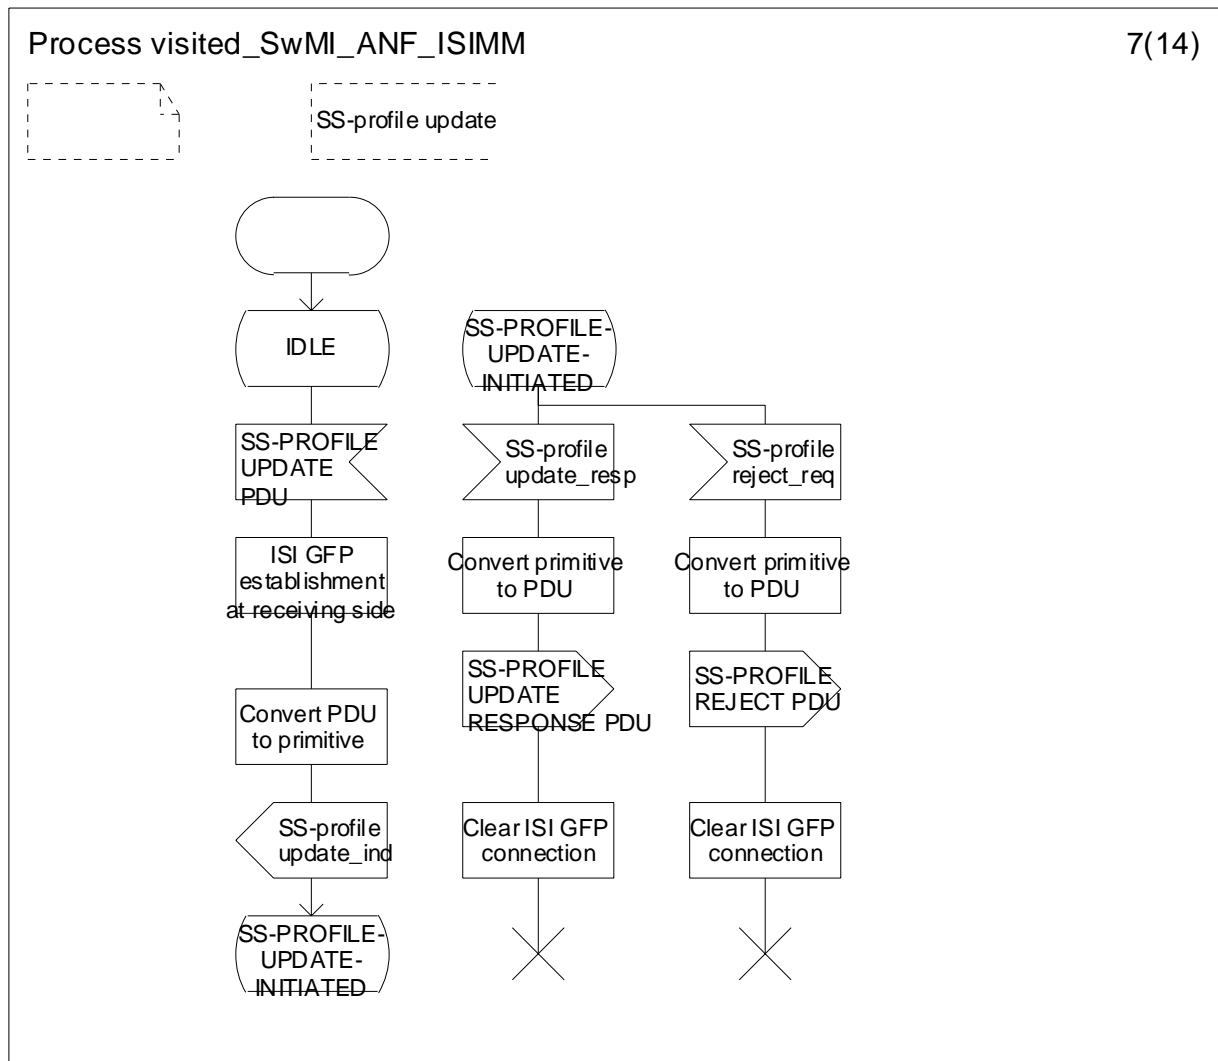 Process visited_SwMI_ANF_ISIMM
7(14)
SS-profile update
IDLE
SS-PROFILE
UPDATE
PDU
ISI GFP
establishment
at receiving side
Convert PDU
to primitive
SS-profile
update_ind
SS-PROFILE-
UPDATE-
INITIATED
SS-PROFILE-
UPDATE-
INITIATED
SS-profile
update_resp
Convert primitive
to PDU
SS-PROFILE
UPDATE
RESPONSE PDU
Clear ISI GFP
connection
SS-profile
reject_req
Convert primitive
to PDU
SS-PROFILE
REJECT PDU
Clear ISI GFP
connection